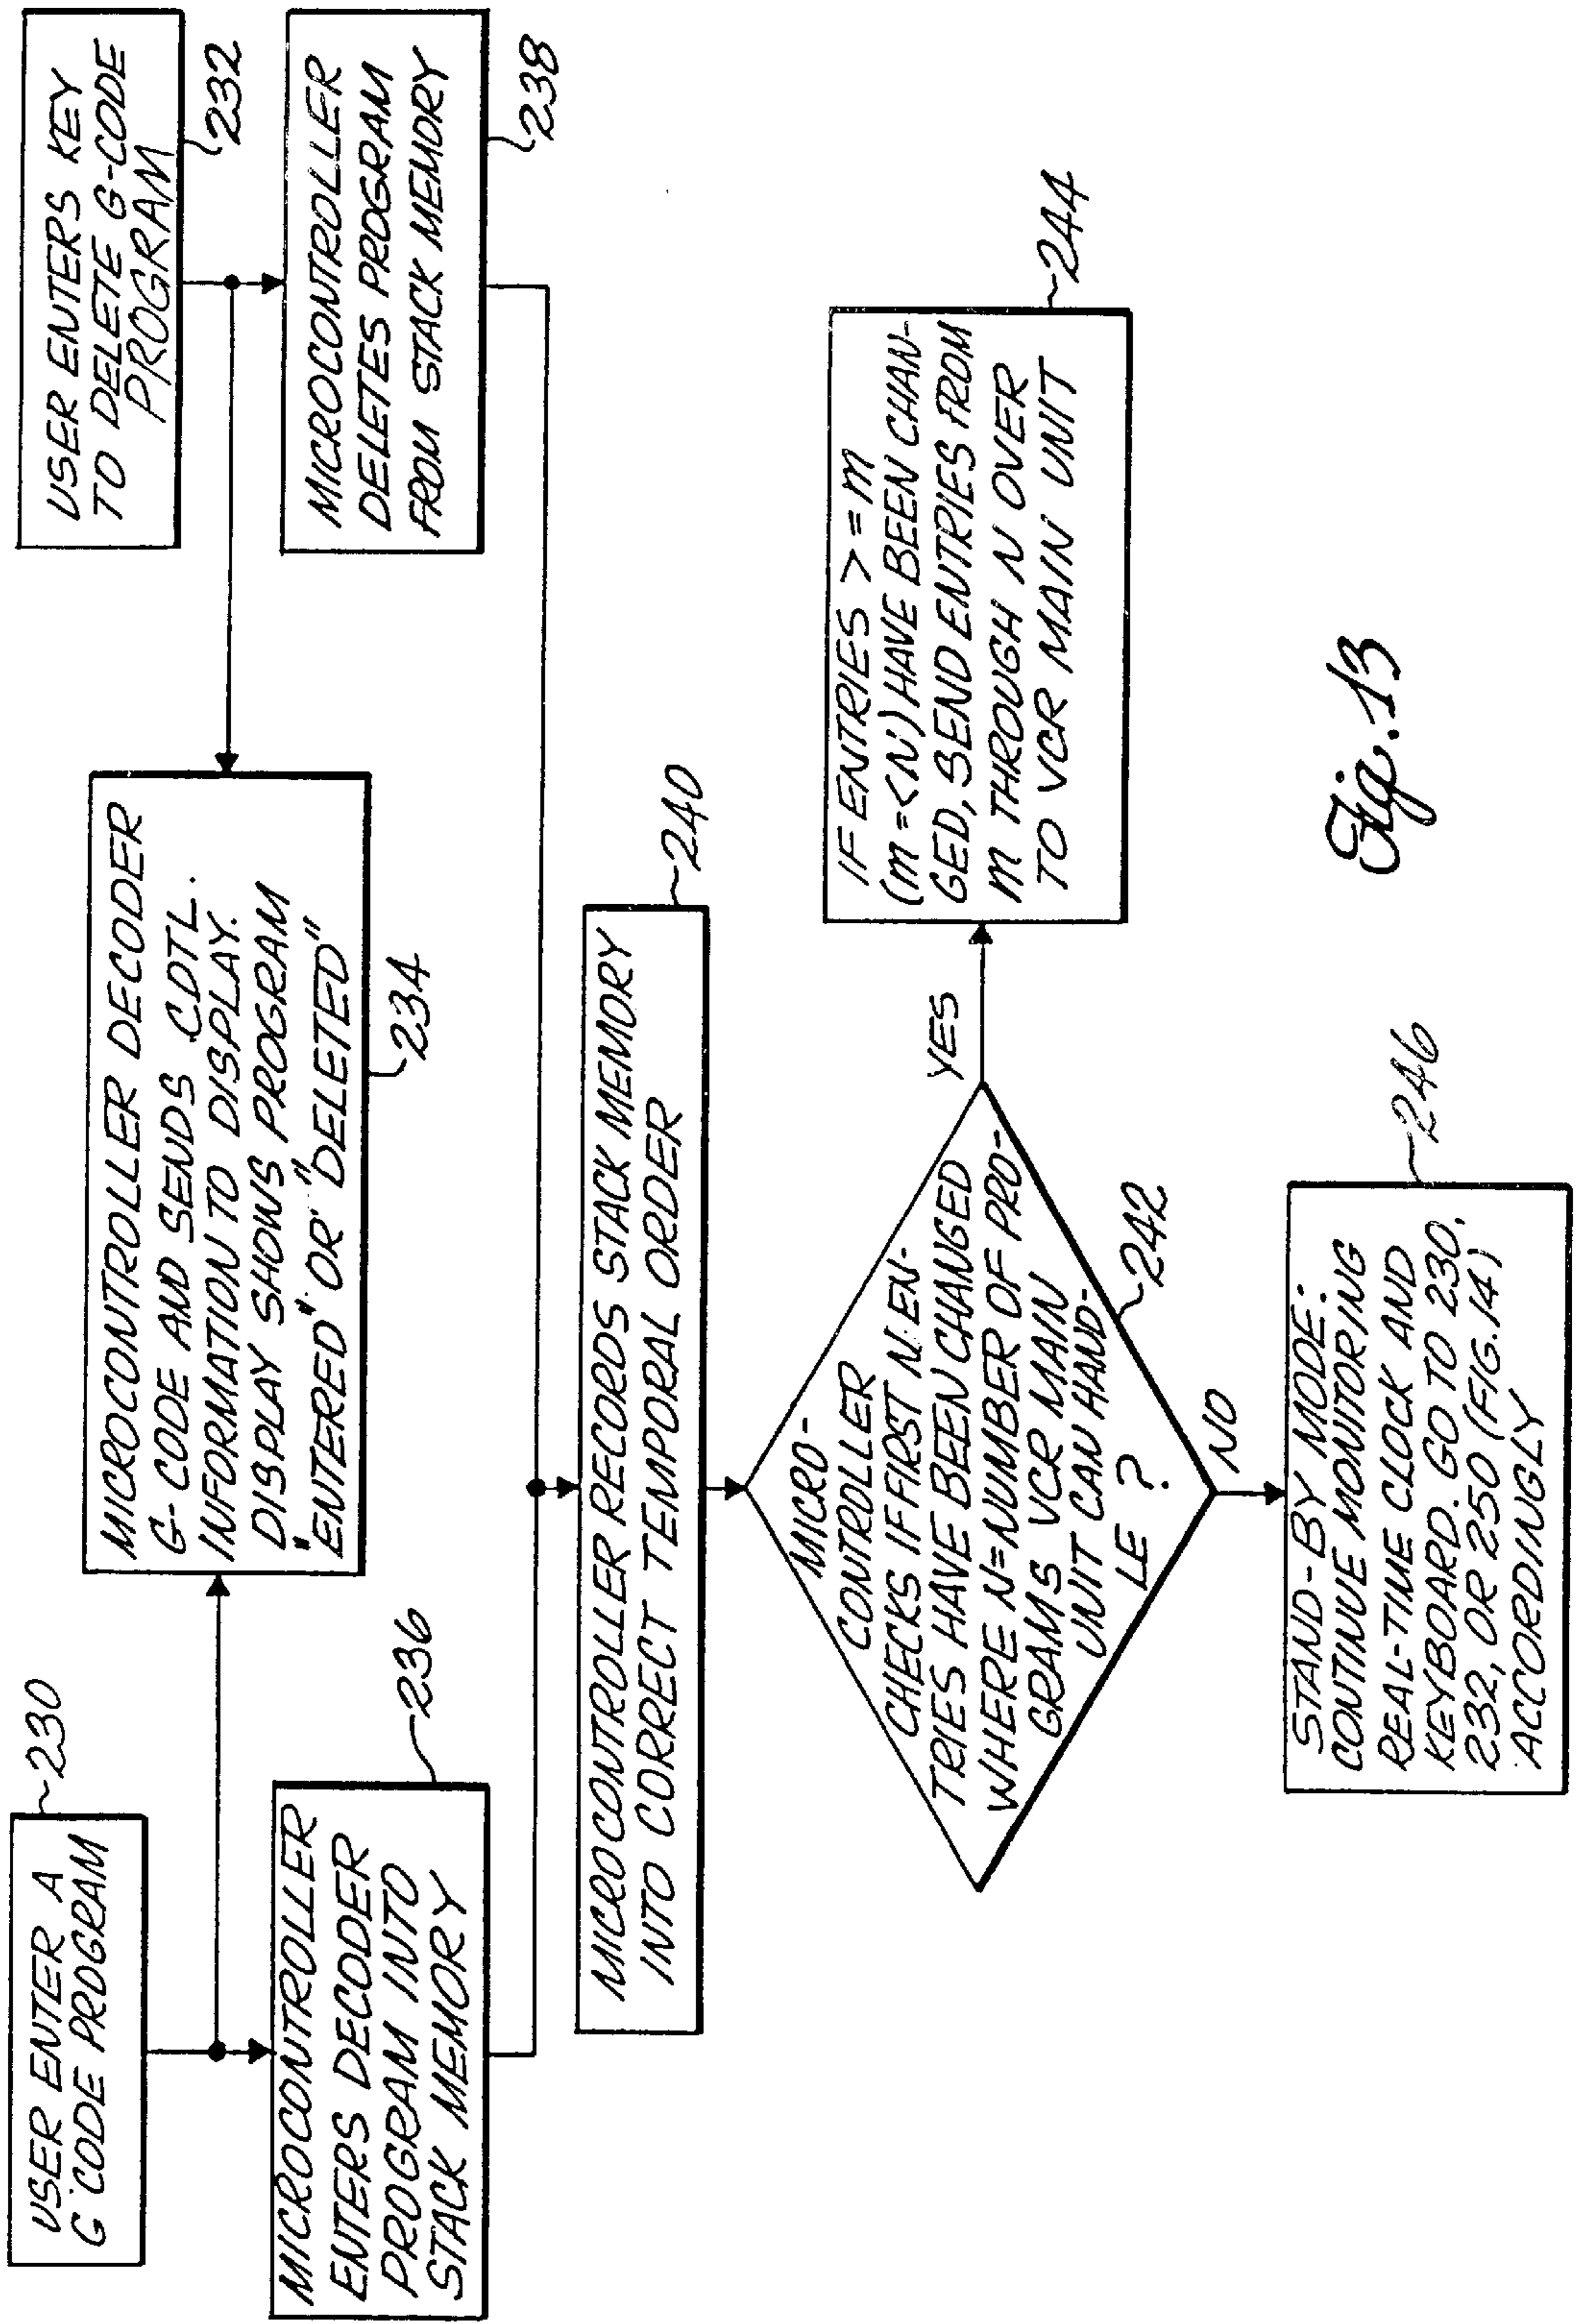 USER ENTER A
G CODE PROGRAM
230
MICROCONTROLLER DECODER
G-CODE AND SENDS CDTL.
INFORMATION TO DISPLAY.
DISPLAY SHOWS PROGRAM
"ENTERED" OR "DELETED"
234
USER ENTERS KEY
TO DELETE G-CODE
PROGRAM
232
MICROCONTROLLER
ENTERS DECODER
PROGRAM INTO
STACK MEMORY
236
MICROCONTROLLER
DELETES PROGRAM
FROM STACK MEMORY
238
MICROCONTROLLER RECORDS STACK MEMORY
INTO CORRECT TEMPORAL ORDER
240
MICRO-
CONTROLLER
CHECKS IF FIRST N EN-
TRIES HAVE BEEN CHANGED
WHERE N=NUMBER OF PRO-
GRAMS VCR MAIN
UNIT CAN HAND-
LE ?
242
YES
IF ENTRIES >=M
(M=<N) HAVE BEEN CHAN-
GED, SEND ENTRIES FROM
M THROUGH N OVER
TO VCR MAIN UNIT
244
NO
STAND-BY MODE:
CONTINUE MONITORING
REAL-TIME CLOCK AND
KEYBOARD. GO TO 230,
232, OR 250 (FIG.14)
ACCORDINGLY
246
Fig.13